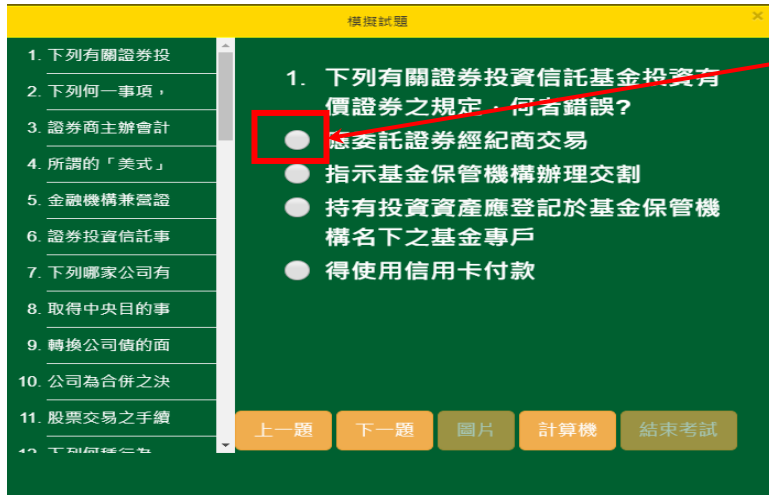 模擬試題
×
1. 下列有關證券投
2. 下列何一事項，
3. 證券商主辦會計
4. 所謂的「美式」
5. 金融機構兼營證
6. 證券投資信託事
7. 下列哪家公司有
8. 取得中央目的事
9. 轉換公司債的面
10. 公司為合併之決
11. 股票交易之手續
12. 下列何種行為
1. 下列有關證券投資信託基金投資有
價證券之規定，何者錯誤?
應委託證券經紀商交易
指示基金保管機構辦理交割
持有投資資產應登記於基金保管機
構名下之基金專戶
得使用信用卡付款
上一題
下一題
圖片
計算機
結束考試